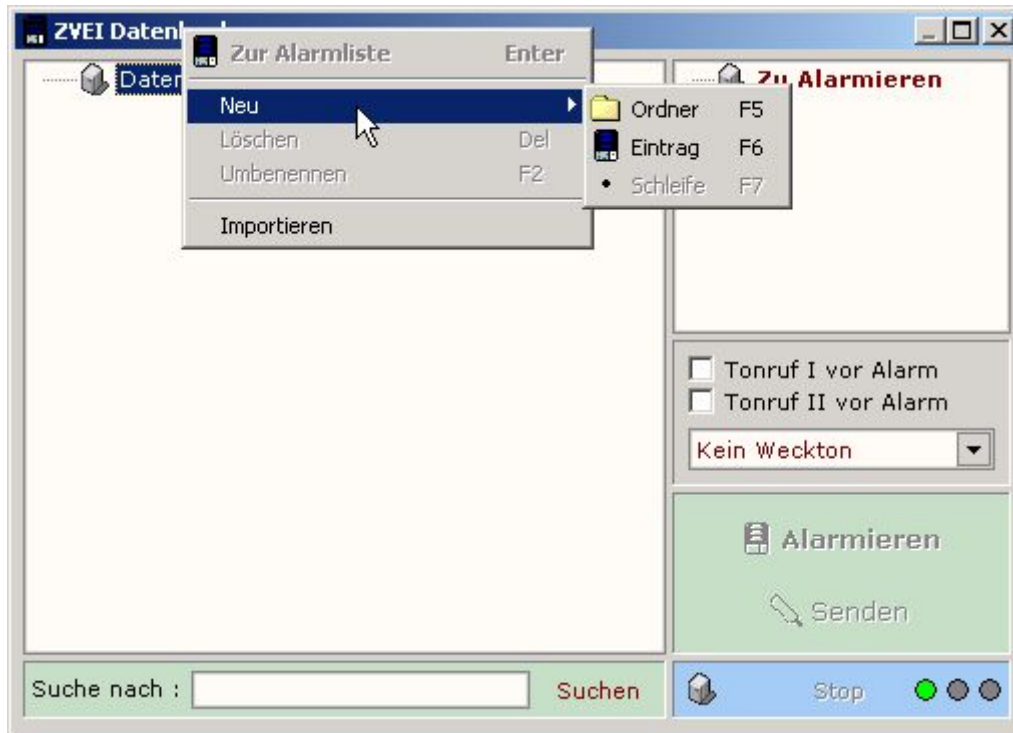 ZVEI Daten
Zur Alarmliste Enter
Neu
Löschen Del
Umbenennen F2
Importieren
Ordner F5
Eintrag F6
Schleife F7
Zu Alarmieren
Tonruf I vor Alarm
Tonruf II vor Alarm
Kein Weckton
Alarmieren
Senden
Suche nach :
Suchen
Stop